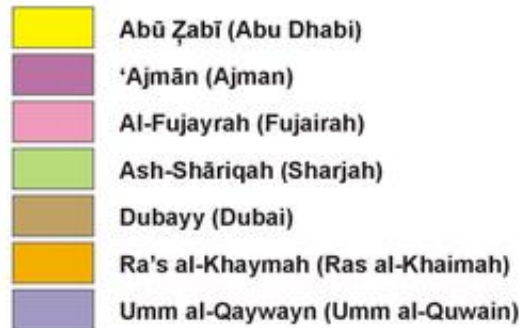 Abū Z̧abī (Abu Dhabi)
‘Ajmān (Ajman)
Al-Fujayrah (Fujairah)
Ash-Shāriqah (Sharjah)
Dubayy (Dubai)
Ra's al-Khaymah (Ras al-Khaimah)
Umm al-Qaywayn (Umm al-Quwain)